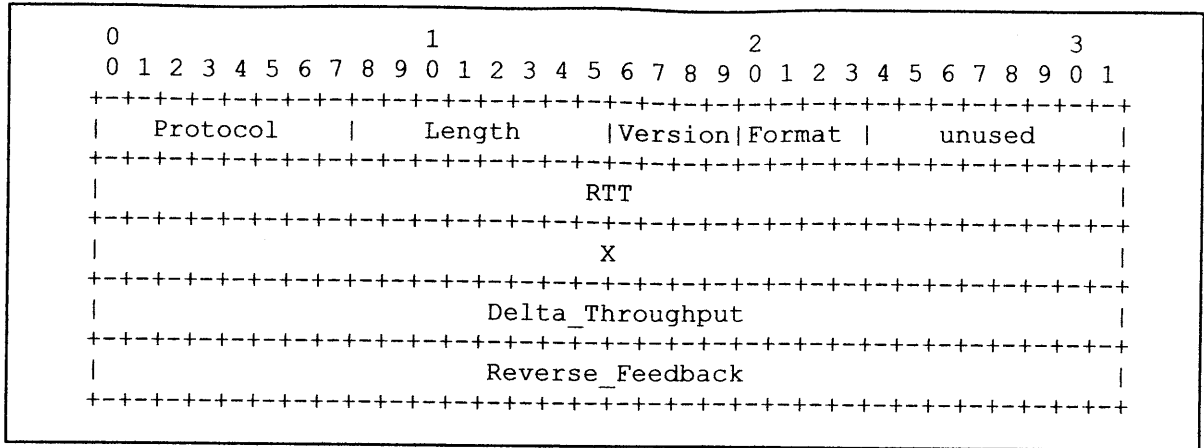 0 1 2 3
0 1 2 3 4 5 6 7 8 9 0 1 2 3 4 5 6 7 8 9 0 1 2 3 4 5 6 7 8 9 0 1
+-+-+-+-+-+-+-+-+-+-+-+-+-+-+-+-+-+-+-+-+-+-+-+-+-+-+-+-+-+-+-+-+
| Protocol | Length |Version|Format | unused |
+-+-+-+-+-+-+-+-+-+-+-+-+-+-+-+-+-+-+-+-+-+-+-+-+-+-+-+-+-+-+-+-+
| RTT |
+-+-+-+-+-+-+-+-+-+-+-+-+-+-+-+-+-+-+-+-+-+-+-+-+-+-+-+-+-+-+-+-+
| X |
+-+-+-+-+-+-+-+-+-+-+-+-+-+-+-+-+-+-+-+-+-+-+-+-+-+-+-+-+-+-+-+-+
| Delta_Throughput |
+-+-+-+-+-+-+-+-+-+-+-+-+-+-+-+-+-+-+-+-+-+-+-+-+-+-+-+-+-+-+-+-+
| Reverse_Feedback |
+-+-+-+-+-+-+-+-+-+-+-+-+-+-+-+-+-+-+-+-+-+-+-+-+-+-+-+-+-+-+-+-+